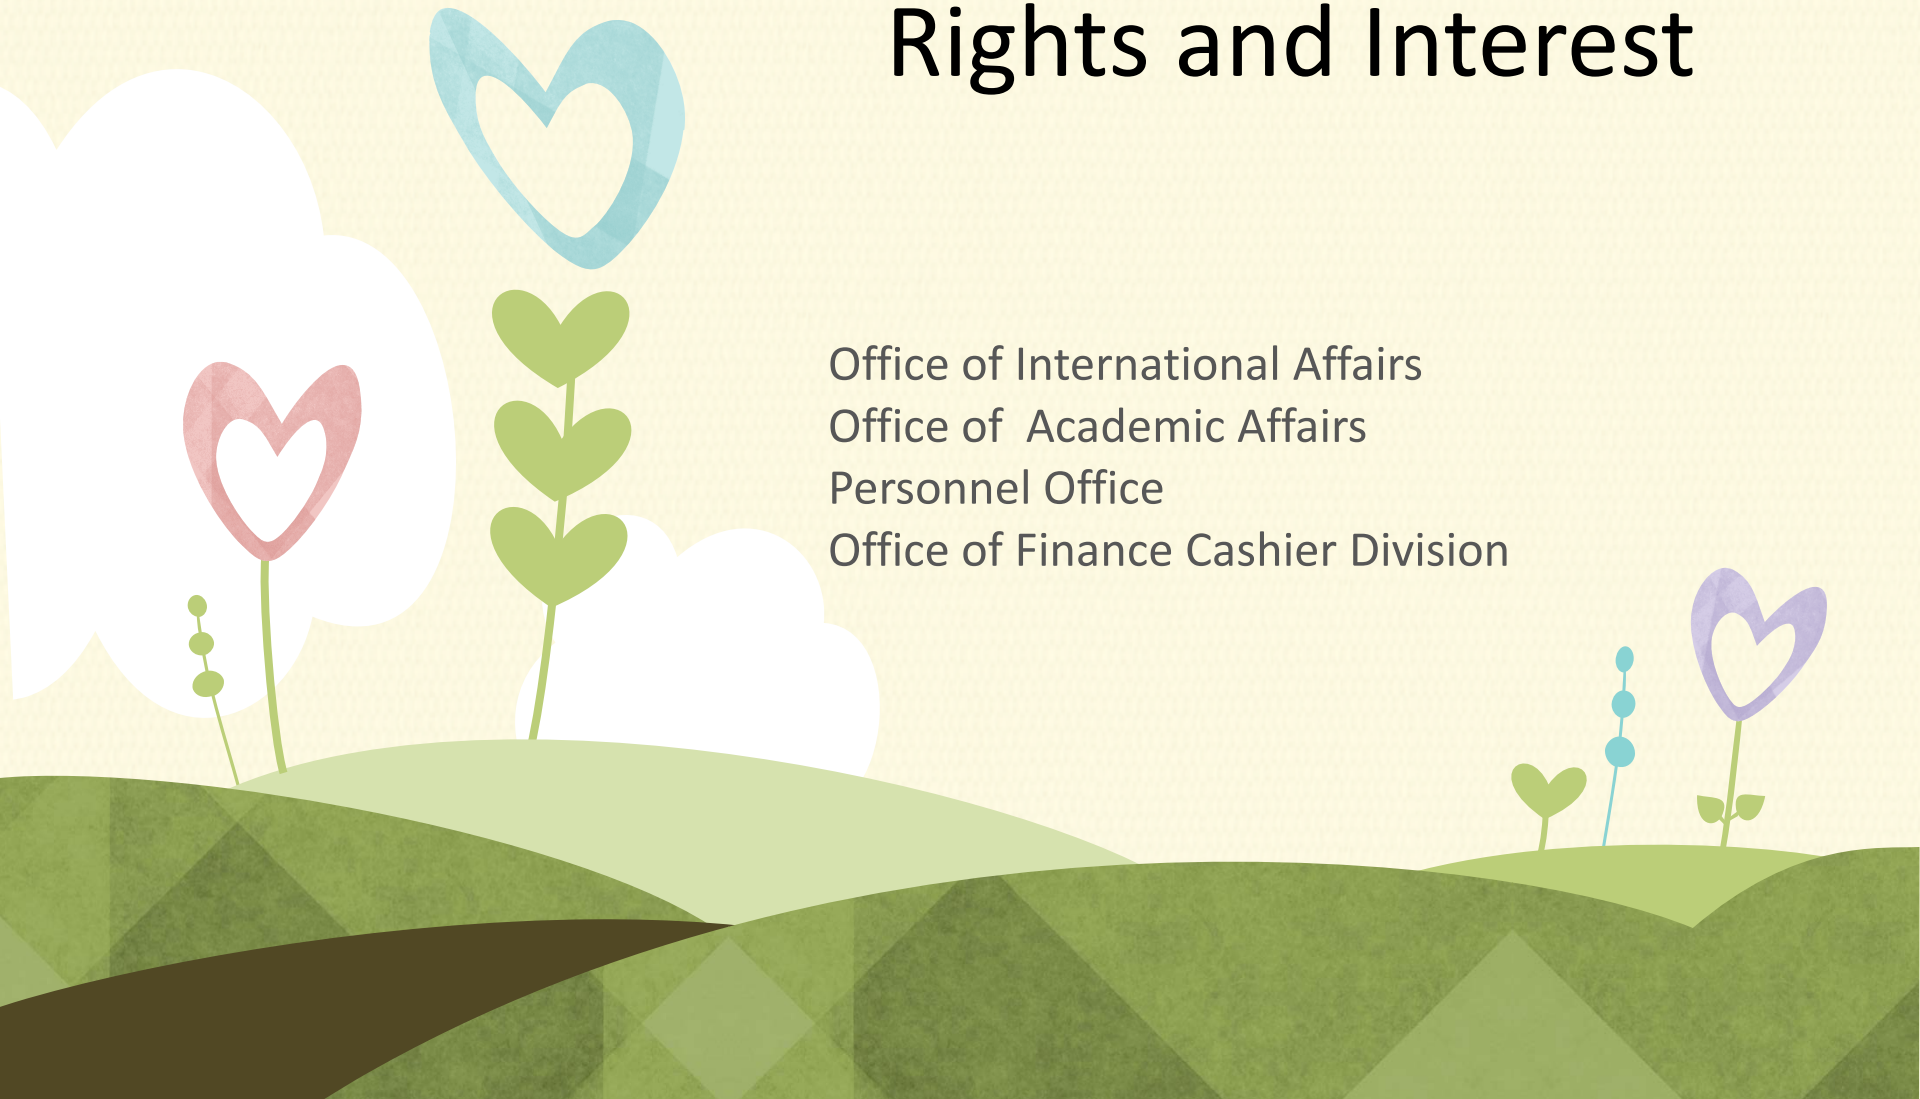 Rights and Interest
Office of International Affairs
Office of  Academic Affairs
Personnel Office
Office of Finance Cashier Division